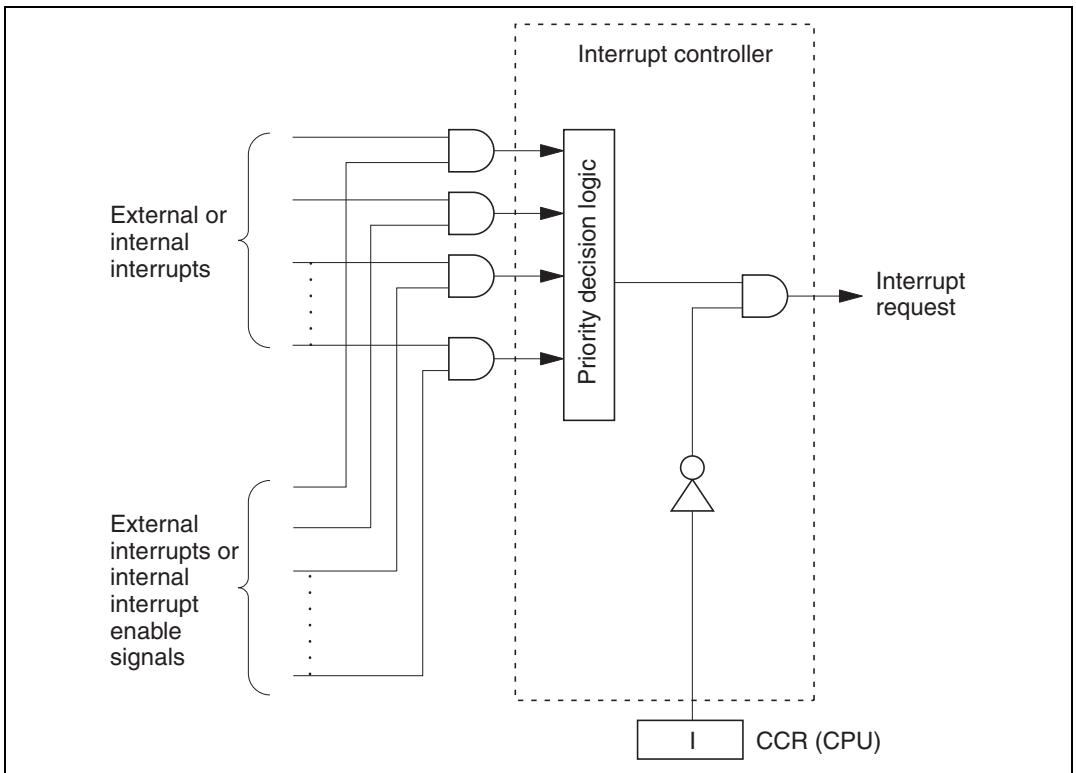 Interrupt controller
External or
internal
interrupts
Priority decision logic
Interrupt
request
External
interrupts or
internal
interrupt
enable
signals
I
CCR (CPU)